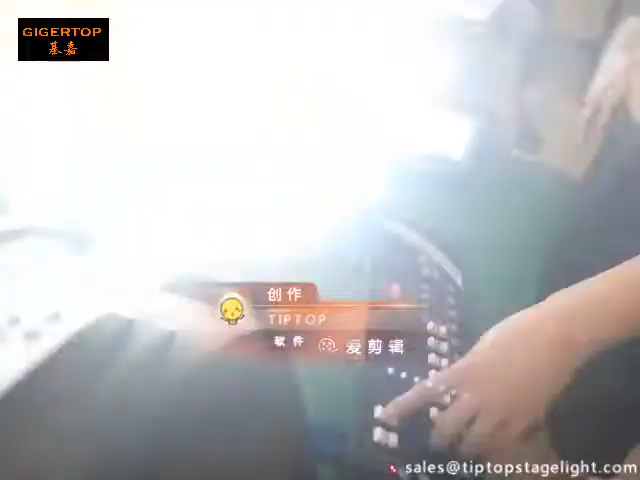 GIGERTOP
基嘉
创作
TIPTOP
软件 爱剪辑
sales@tiptopstagelight.com